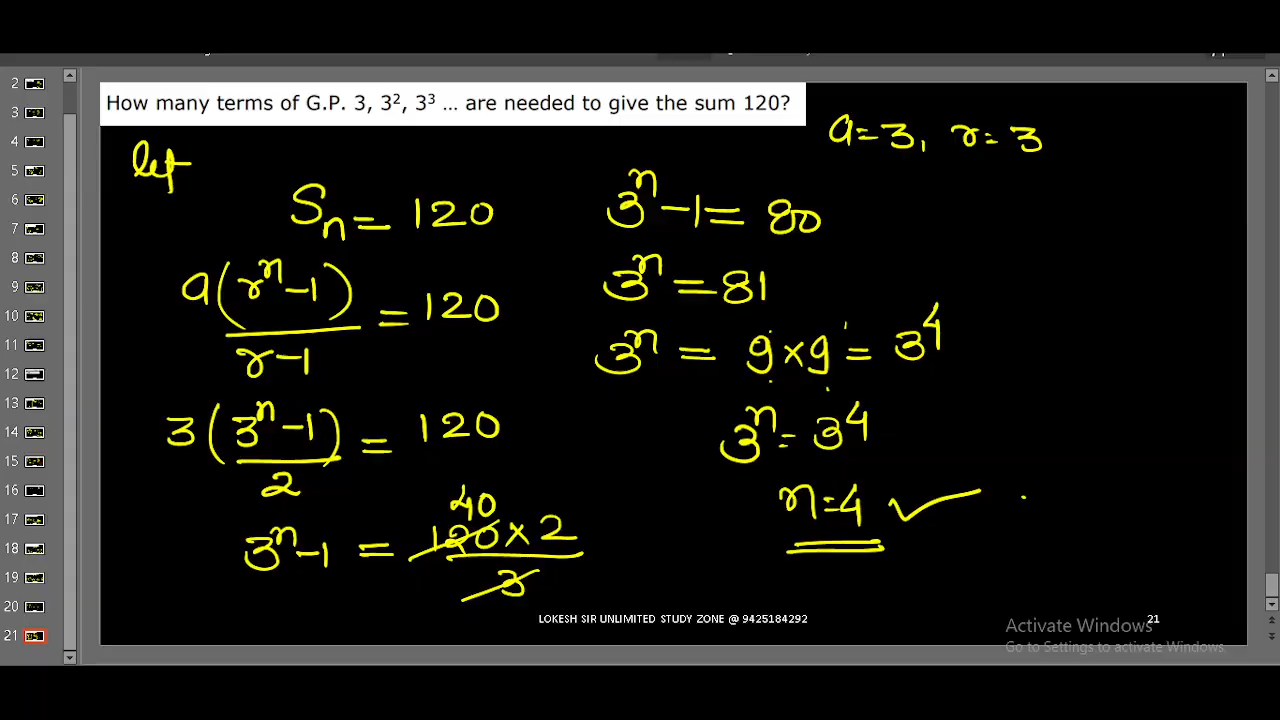 How many terms of G.P. 3, 3², 3³ ... are needed to give the sum 120?
a=3, r=3
let
Sn = 120
a(rⁿ-1)/r-1 = 120
3(3ⁿ-1)/2 = 120
40
3ⁿ-1 = 120×2/3
3ⁿ-1 = 80
3ⁿ = 81
3ⁿ = 9×9 = 3⁴
3ⁿ = 3⁴
n=4 ✓
LOKESH SIR UNLIMITED STUDY ZONE @ 9425184292
21
Activate Windows
Go to Settings to activate Windows.
2
3
4
5
6
7
8
9
10
11
12
13
14
15
16
17
18
19
20
21